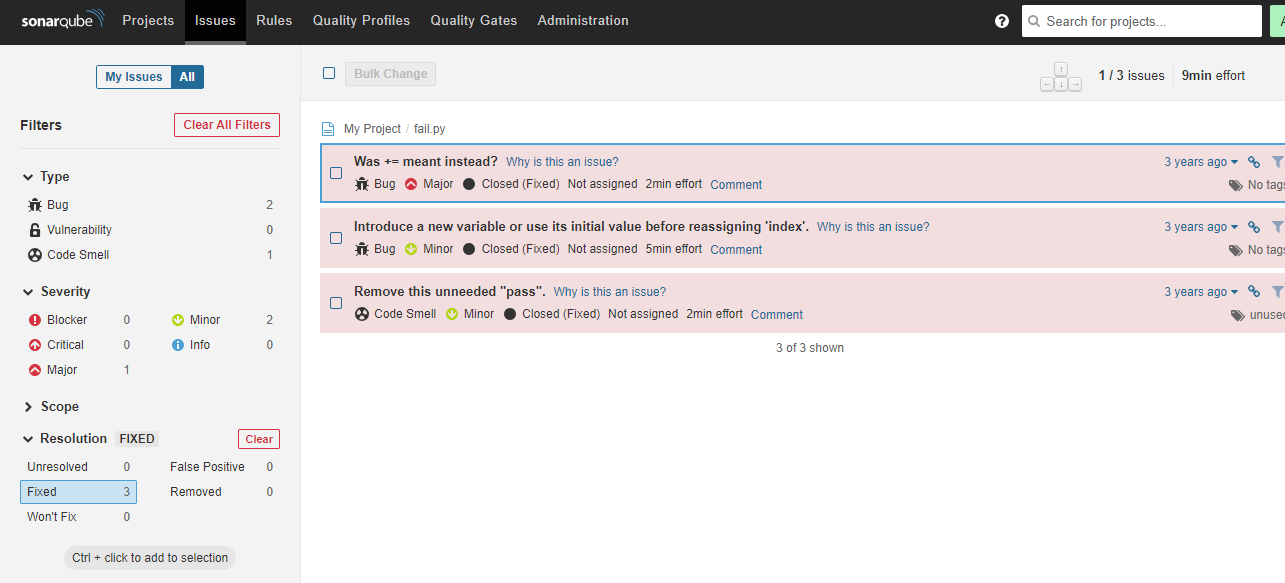 sonarqube Projects Issues Rules Quality Profiles Quality Gates Administration ? Search for projects... A
My Issues All
Bulk Change
1 / 3 issues 9min effort
Filters
Clear All Filters
Type
Bug 2
Vulnerability 0
Code Smell 1
Severity
Blocker 0 Minor 2
Critical 0 Info 0
Major 1
Scope
Resolution FIXED Clear
Unresolved 0 False Positive 0
Fixed 3 Removed 0
Won't Fix 0
Ctrl + click to add to selection
My Project / fail.py
Was += meant instead? Why is this an issue? 3 years ago
Bug Major Closed (Fixed) Not assigned 2min effort Comment No tags
Introduce a new variable or use its initial value before reassigning 'index'. Why is this an issue? 3 years ago
Bug Minor Closed (Fixed) Not assigned 5min effort Comment No tags
Remove this unneeded "pass". Why is this an issue? 3 years ago
Code Smell Minor Closed (Fixed) Not assigned 2min effort Comment unused
3 of 3 shown